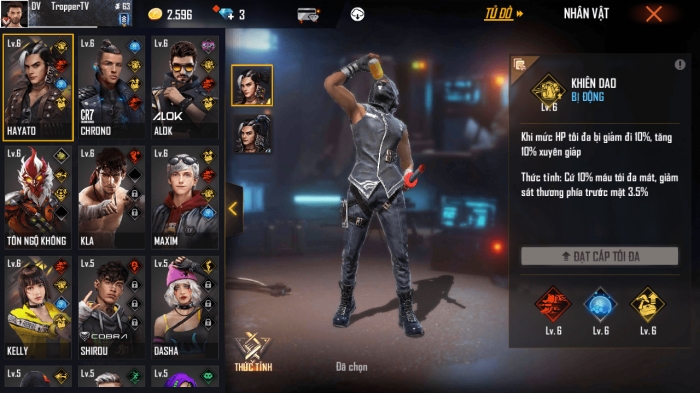 DV TropperTV # 63
2.596
+ 3
TỦ ĐỒ
NHÂN VẬT
Lv.6
HAYATO
Lv.6
CR7
CHRONO
Lv.6
ALOK
Lv.6
TÔN NGỘ KHÔNG
Lv.6
KLA
Lv.6
MAXIM
Lv.6
KELLY
Lv.5
COBRA
SHIROU
Lv.5
DASHA
Lv.5
Lv.5
Lv.5
THỨC TỈNH
Đã chọn
Lv. 6
KHIÊN DAO
BỊ ĐỘNG
Khi mức HP tối đa bị giảm đi 10%, tăng
10% xuyên giáp
Thức tỉnh: Cứ 10% máu tối đa mất, giảm
sát thương phía trước mặt 3.5%
ĐẠT CẤP TỐI ĐA
Lv. 6
Lv. 6
Lv. 6